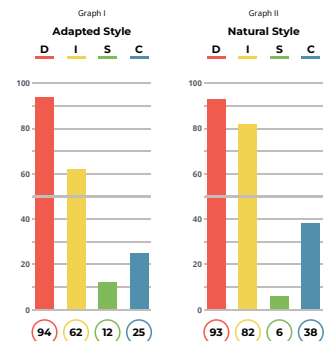 Graph I
Adapted Style
D I S C
100
80
60
40
20
0
94 62 12 25
Graph II
Natural Style
D I S C
100
80
60
40
20
0
93 82 6 38